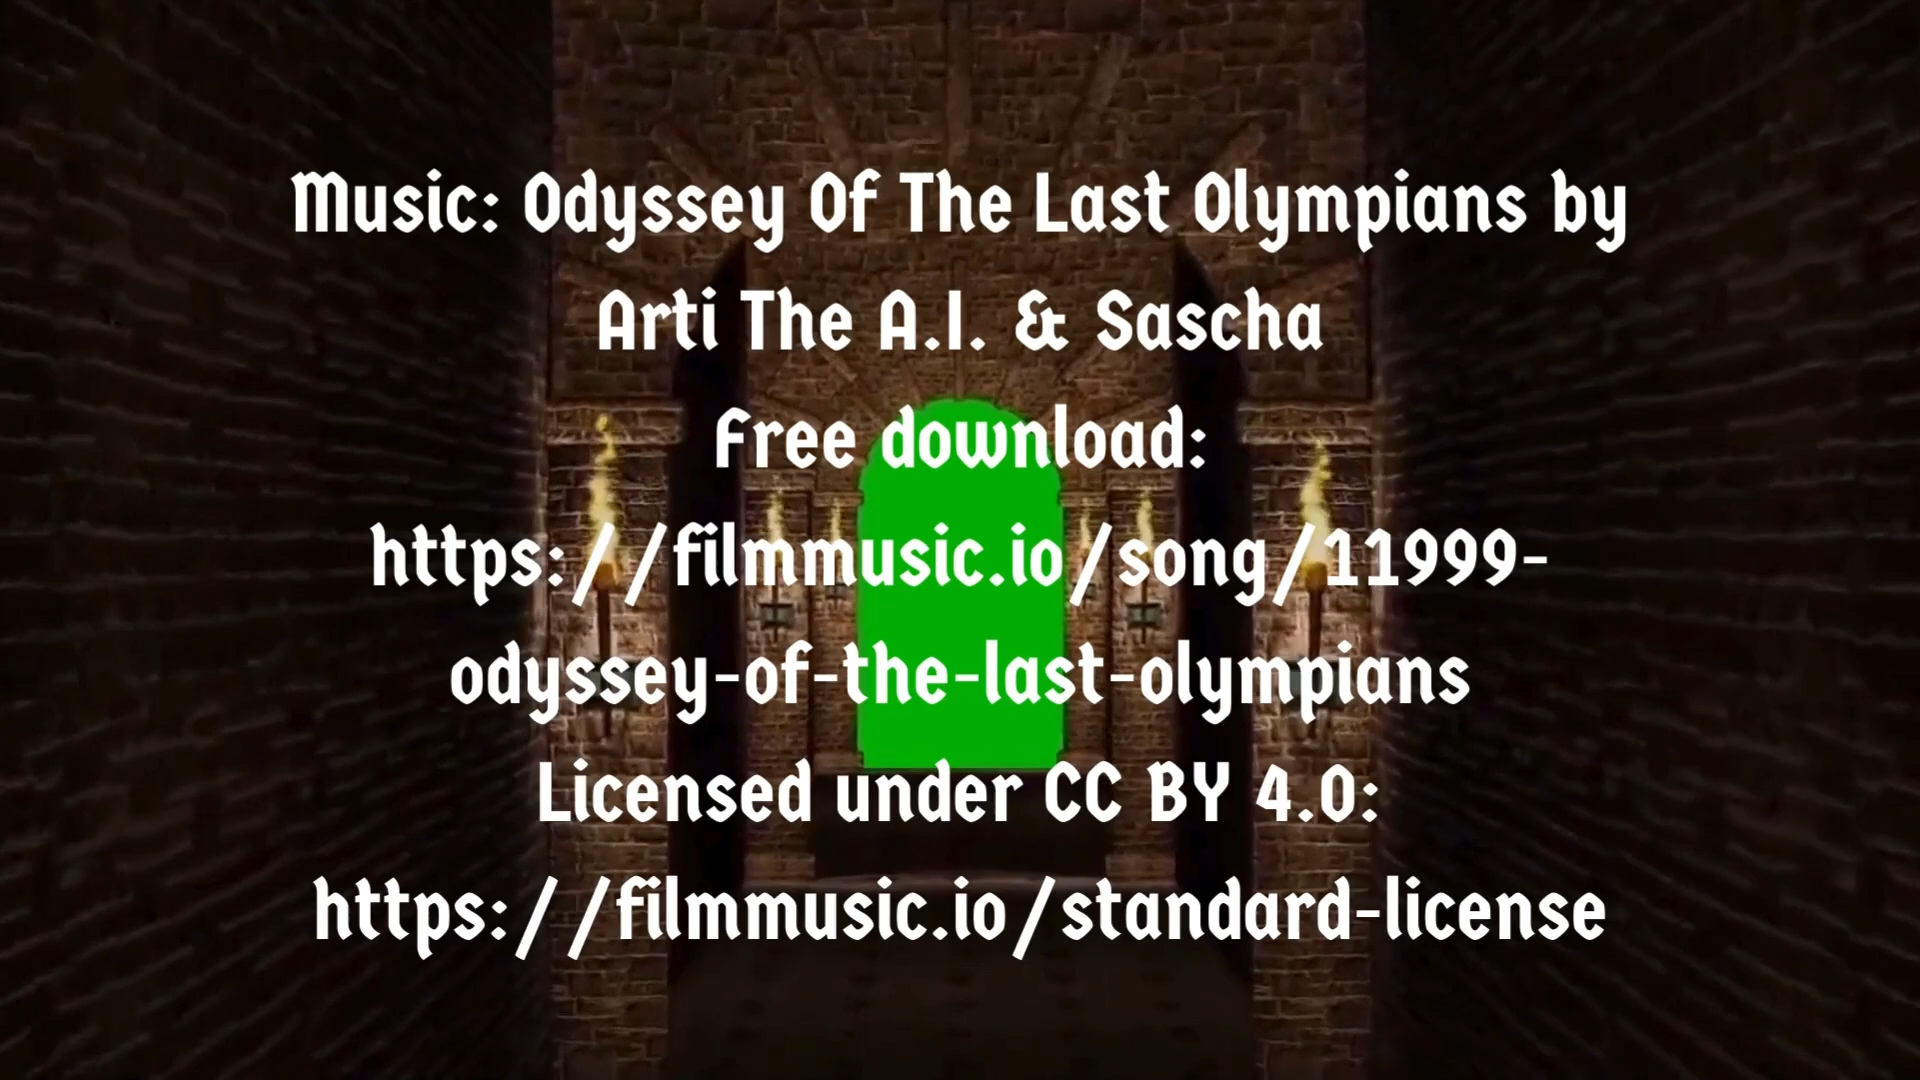 Music: Odyssey Of The Last Olympians by
Arti The A.I. & Sascha
Free download:
https://filmmusic.io/song/11999-
odyssey-of-the-last-olympians
Licensed under CC BY 4.0:
https://filmmusic.io/standard-license